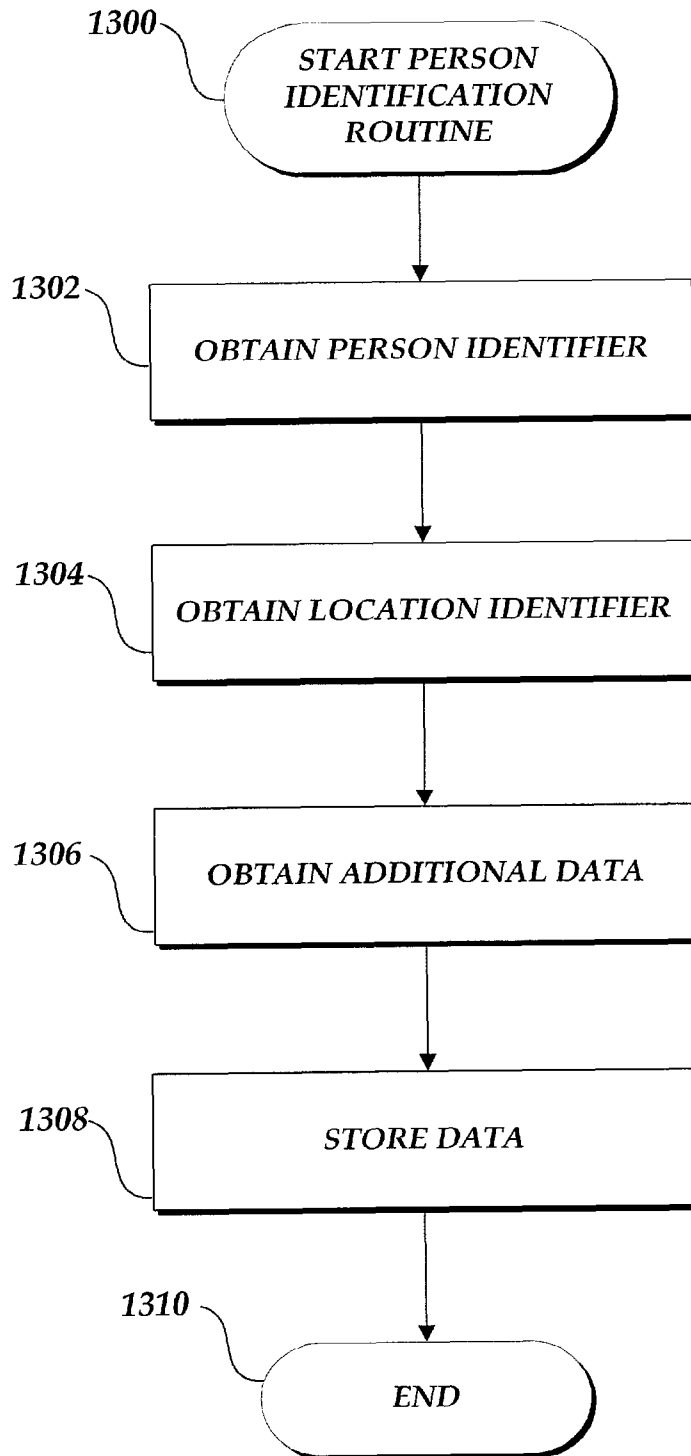 1300
START PERSON
IDENTIFICATION
ROUTINE
1302
OBTAIN PERSON IDENTIFIER
1304
OBTAIN LOCATION IDENTIFIER
1306
OBTAIN ADDITIONAL DATA
1308
STORE DATA
1310
END